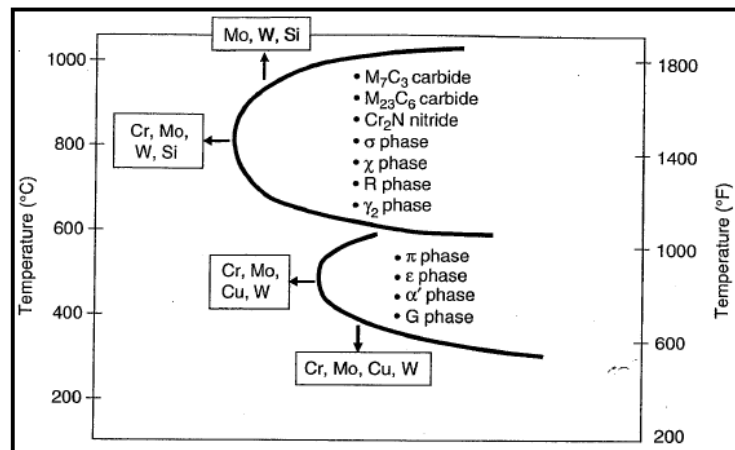 Mo, W, Si
1000
1800
• M₇C₃ carbide
• M₂₃C₆ carbide
• Cr₂N nitride
Cr, Mo,
W, Si
800
• σ phase
1400
• χ phase
• R phase
• γ₂ phase
600
1000
Temperature (°C)
Temperature (°F)
Cr, Mo,
Cu, W
• π phase
• ε phase
• α′ phase
• G phase
400
600
Cr, Mo, Cu, W
200
200